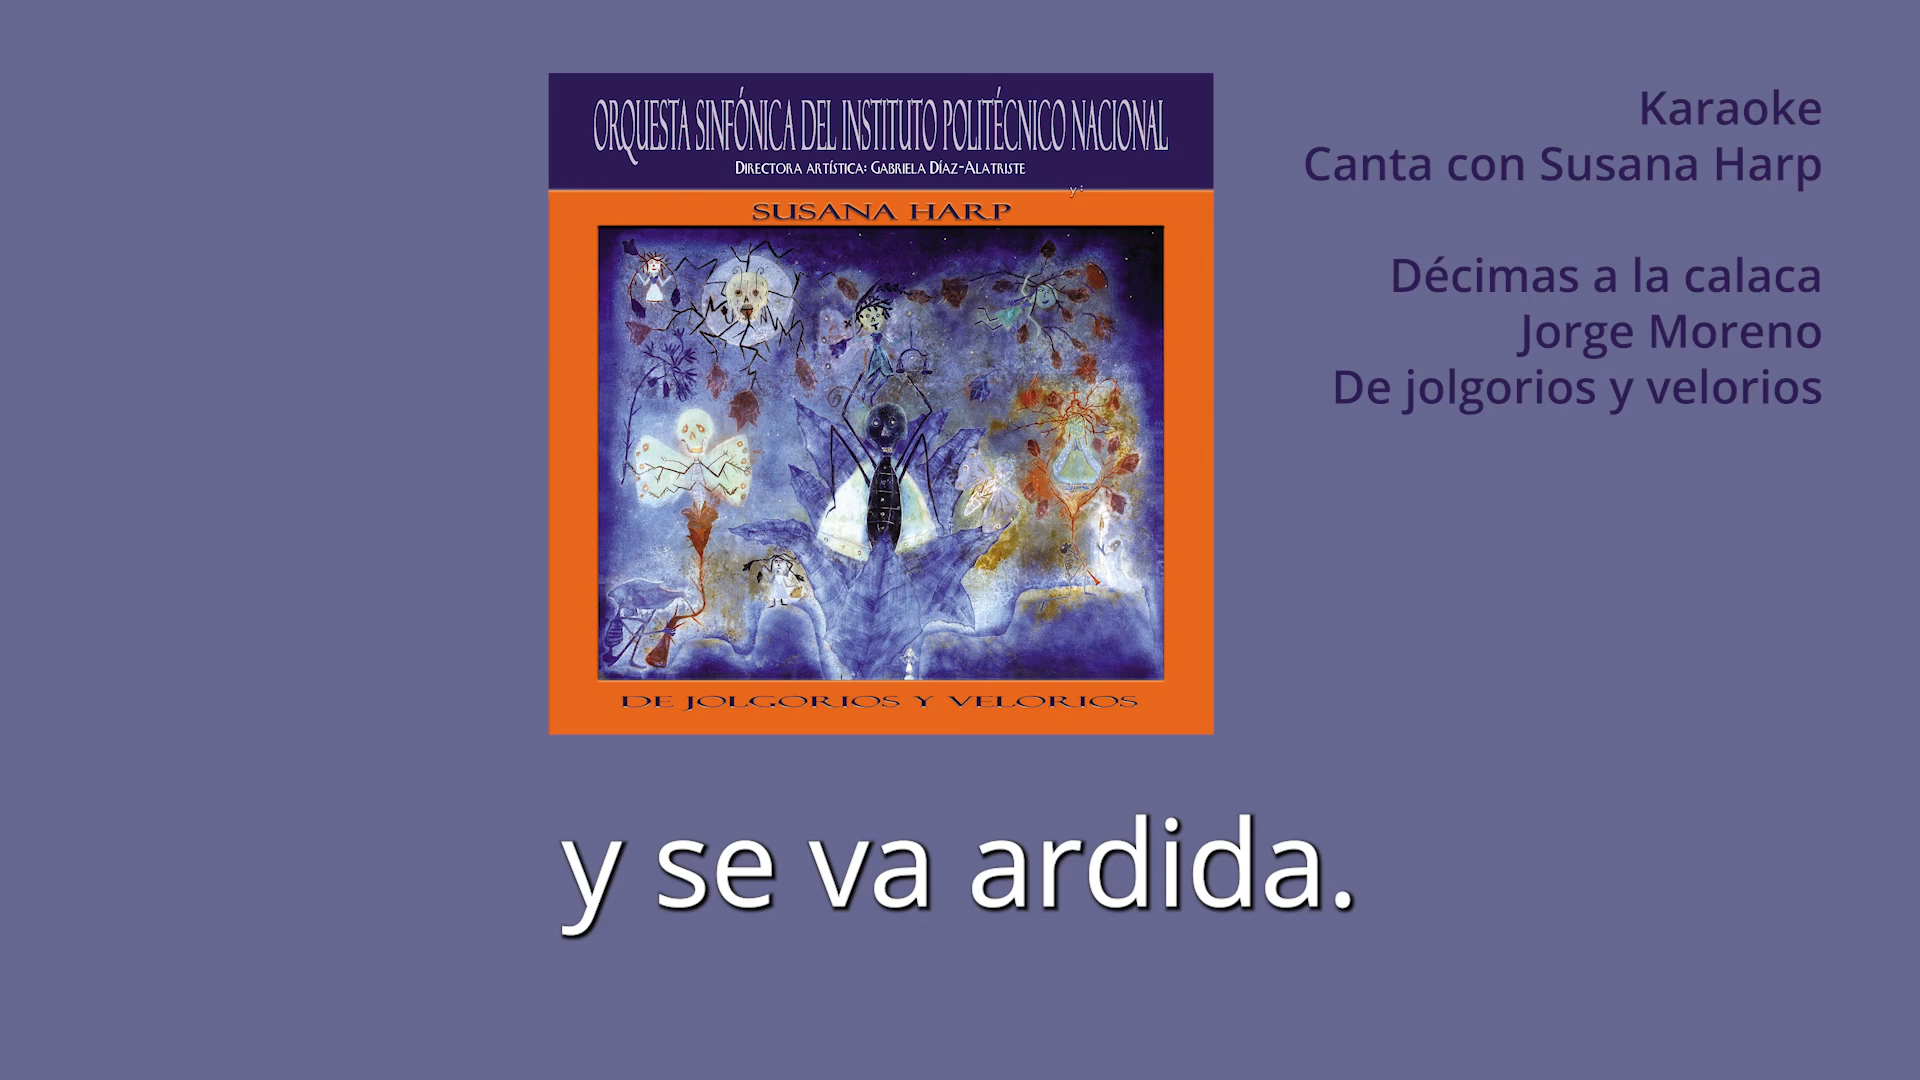 ORQUESTA SINFÓNICA DEL INSTITUTO POLITÉCNICO NACIONAL
DIRECTORA ARTÍSTICA: GABRIELA DÍAZ-ALATRISTE
y:
SUSANA HARP
DE JOLGORIOS Y VELORIOS
Karaoke
Canta con Susana Harp
Décimas a la calaca
Jorge Moreno
De jolgorios y velorios
y se va ardida.